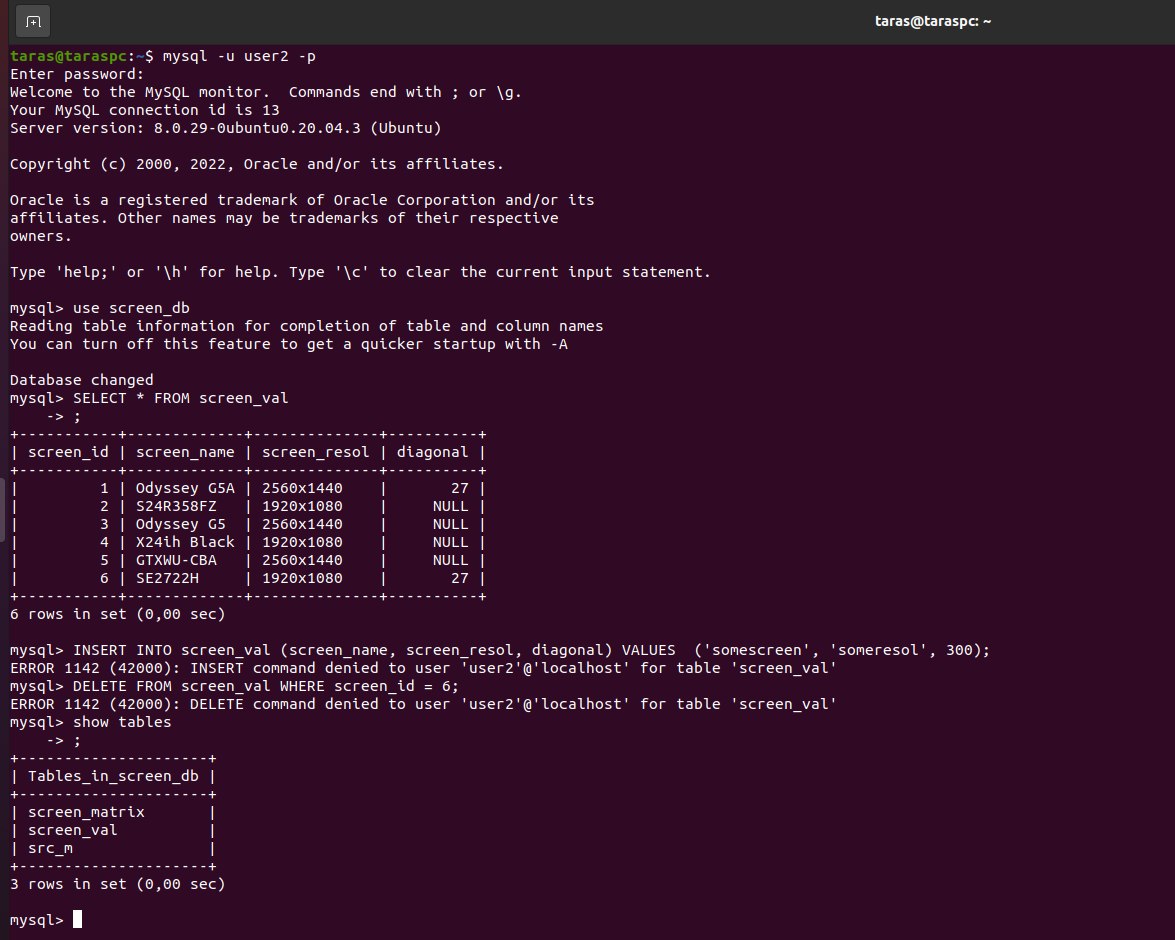 taras@taraspc: ~
taras@taraspc:~$ mysql -u user2 -p
Enter password:
Welcome to the MySQL monitor.  Commands end with ; or \g.
Your MySQL connection id is 13
Server version: 8.0.29-0ubuntu0.20.04.3 (Ubuntu)

Copyright (c) 2000, 2022, Oracle and/or its affiliates.

Oracle is a registered trademark of Oracle Corporation and/or its
affiliates. Other names may be trademarks of their respective
owners.

Type 'help;' or '\h' for help. Type '\c' to clear the current input statement.

mysql> use screen_db
Reading table information for completion of table and column names
You can turn off this feature to get a quicker startup with -A

Database changed
mysql> SELECT * FROM screen_val
    -> ;
+-----------+-------------+--------------+----------+
| screen_id | screen_name | screen_resol | diagonal |
+-----------+-------------+--------------+----------+
|         1 | Odyssey G5A | 2560x1440    |       27 |
|         2 | S24R358FZ   | 1920x1080    |     NULL |
|         3 | Odyssey G5  | 2560x1440    |     NULL |
|         4 | X24ih Black | 1920x1080    |     NULL |
|         5 | GTXWU-CBA   | 2560x1440    |     NULL |
|         6 | SE2722H     | 1920x1080    |       27 |
+-----------+-------------+--------------+----------+
6 rows in set (0,00 sec)

mysql> INSERT INTO screen_val (screen_name, screen_resol, diagonal) VALUES  ('somescreen', 'someresol', 300);
ERROR 1142 (42000): INSERT command denied to user 'user2'@'localhost' for table 'screen_val'
mysql> DELETE FROM screen_val WHERE screen_id = 6;
ERROR 1142 (42000): DELETE command denied to user 'user2'@'localhost' for table 'screen_val'
mysql> show tables
    -> ;
+---------------------+
| Tables_in_screen_db |
+---------------------+
| screen_matrix       |
| screen_val          |
| src_m               |
+---------------------+
3 rows in set (0,00 sec)

mysql>